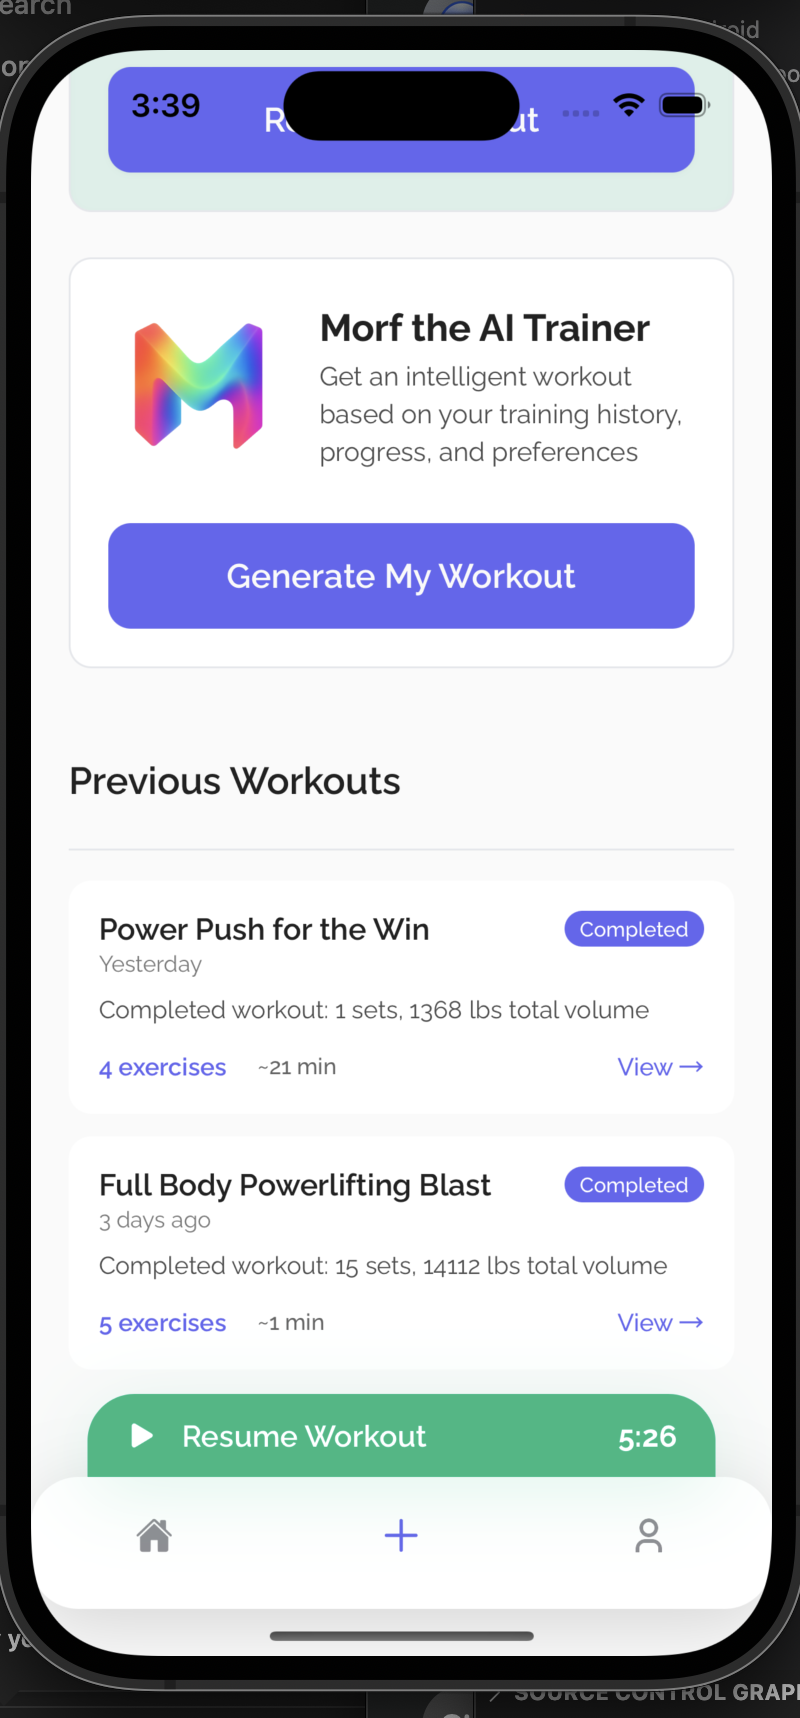 earch
oid
or
3:39
Morf the AI Trainer
Get an intelligent workout
based on your training history,
progress, and preferences
Generate My Workout
Previous Workouts
Power Push for the Win
Completed
Yesterday
Completed workout: 1 sets, 1368 lbs total volume
4 exercises
~21 min
View →
Full Body Powerlifting Blast
Completed
3 days ago
Completed workout: 15 sets, 14112 lbs total volume
5 exercises
~1 min
View →
Resume Workout
5:26
SOURCE CONTROL GRAP